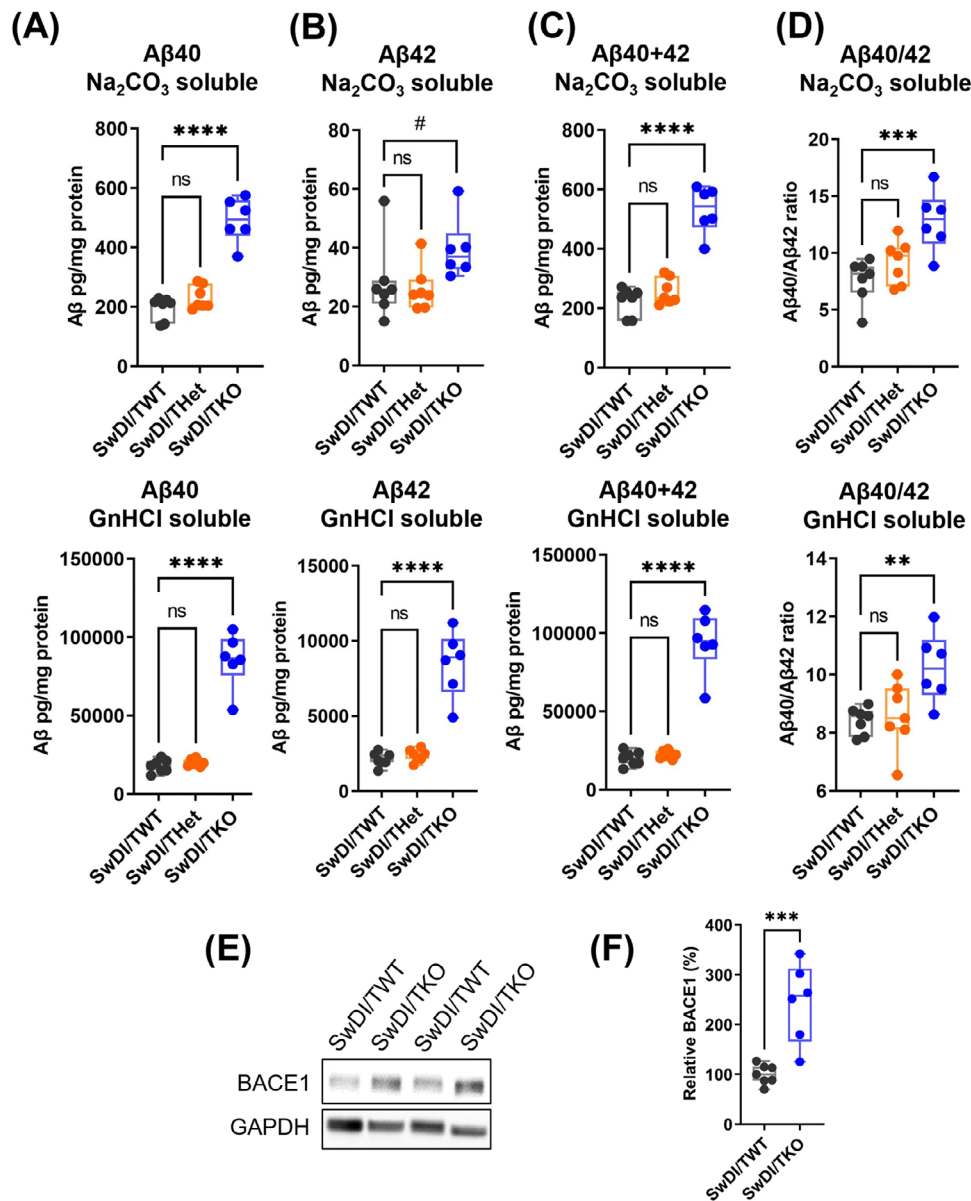 (A)
Aβ40
Na₂CO₃ soluble
Aβ pg/mg protein
800
600
400
200
0
****
ns
SwDI/TWT
SwDI/THet
SwDI/TKO
(B)
Aβ42
Na₂CO₃ soluble
Aβ pg/mg protein
80
60
40
20
0
#
ns
SwDI/TWT
SwDI/THet
SwDI/TKO
(C)
Aβ40+42
Na₂CO₃ soluble
Aβ pg/mg protein
800
600
400
200
0
****
ns
SwDI/TWT
SwDI/THet
SwDI/TKO
(D)
Aβ40/42
Na₂CO₃ soluble
Aβ40/Aβ42 ratio
20
15
10
5
0
***
ns
SwDI/TWT
SwDI/THet
SwDI/TKO
Aβ40
GnHCl soluble
Aβ pg/mg protein
150000
100000
50000
0
****
ns
SwDI/TWT
SwDI/THet
SwDI/TKO
Aβ42
GnHCl soluble
Aβ pg/mg protein
15000
10000
5000
0
****
ns
SwDI/TWT
SwDI/THet
SwDI/TKO
Aβ40+42
GnHCl soluble
Aβ pg/mg protein
150000
100000
50000
0
****
ns
SwDI/TWT
SwDI/THet
SwDI/TKO
Aβ40/42
GnHCl soluble
Aβ40/Aβ42 ratio
14
12
10
8
6
**
ns
SwDI/TWT
SwDI/THet
SwDI/TKO
(E)
SwDI/TWT
SwDI/TKO
SwDI/TWT
SwDI/TKO
BACE1
GAPDH
(F)
Relative BACE1 (%)
400
300
200
100
0
***
SwDI/TWT
SwDI/TKO